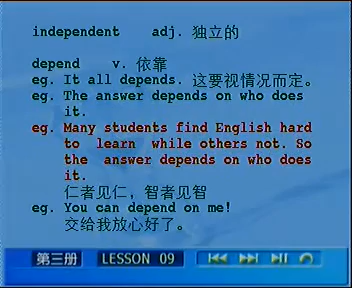 independent adj. 独立的
depend v. 依靠
eg. It all depends. 这要视情况而定。
eg. The answer depends on who does
it.
eg. Many students find English hard
to learn while others not. So
the answer depends on who does
it.
仁者见仁，智者见智
eg. You can depend on me!
交给我放心好了。
第三册 LESSON 09